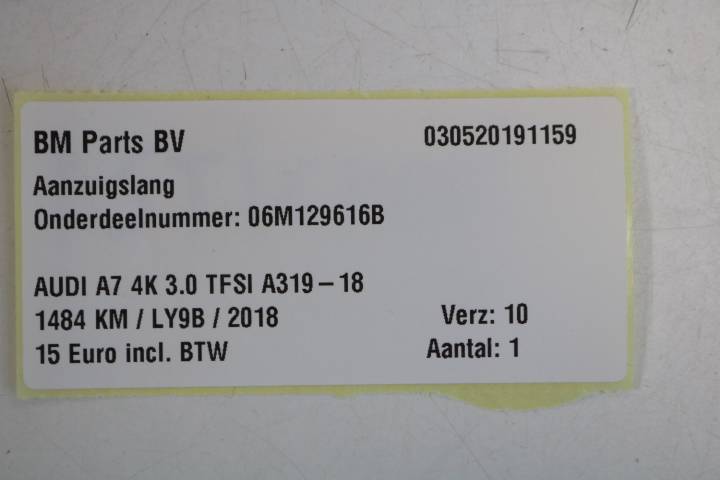 BM Parts BV 030520191159
Aanzuigslang
Onderdeelnummer: 06M129616B
AUDI A7 4K 3.0 TFSI A319-18
1484 KM / LY9B / 2018 Verz: 10
15 Euro incl. BTW Aantal: 1